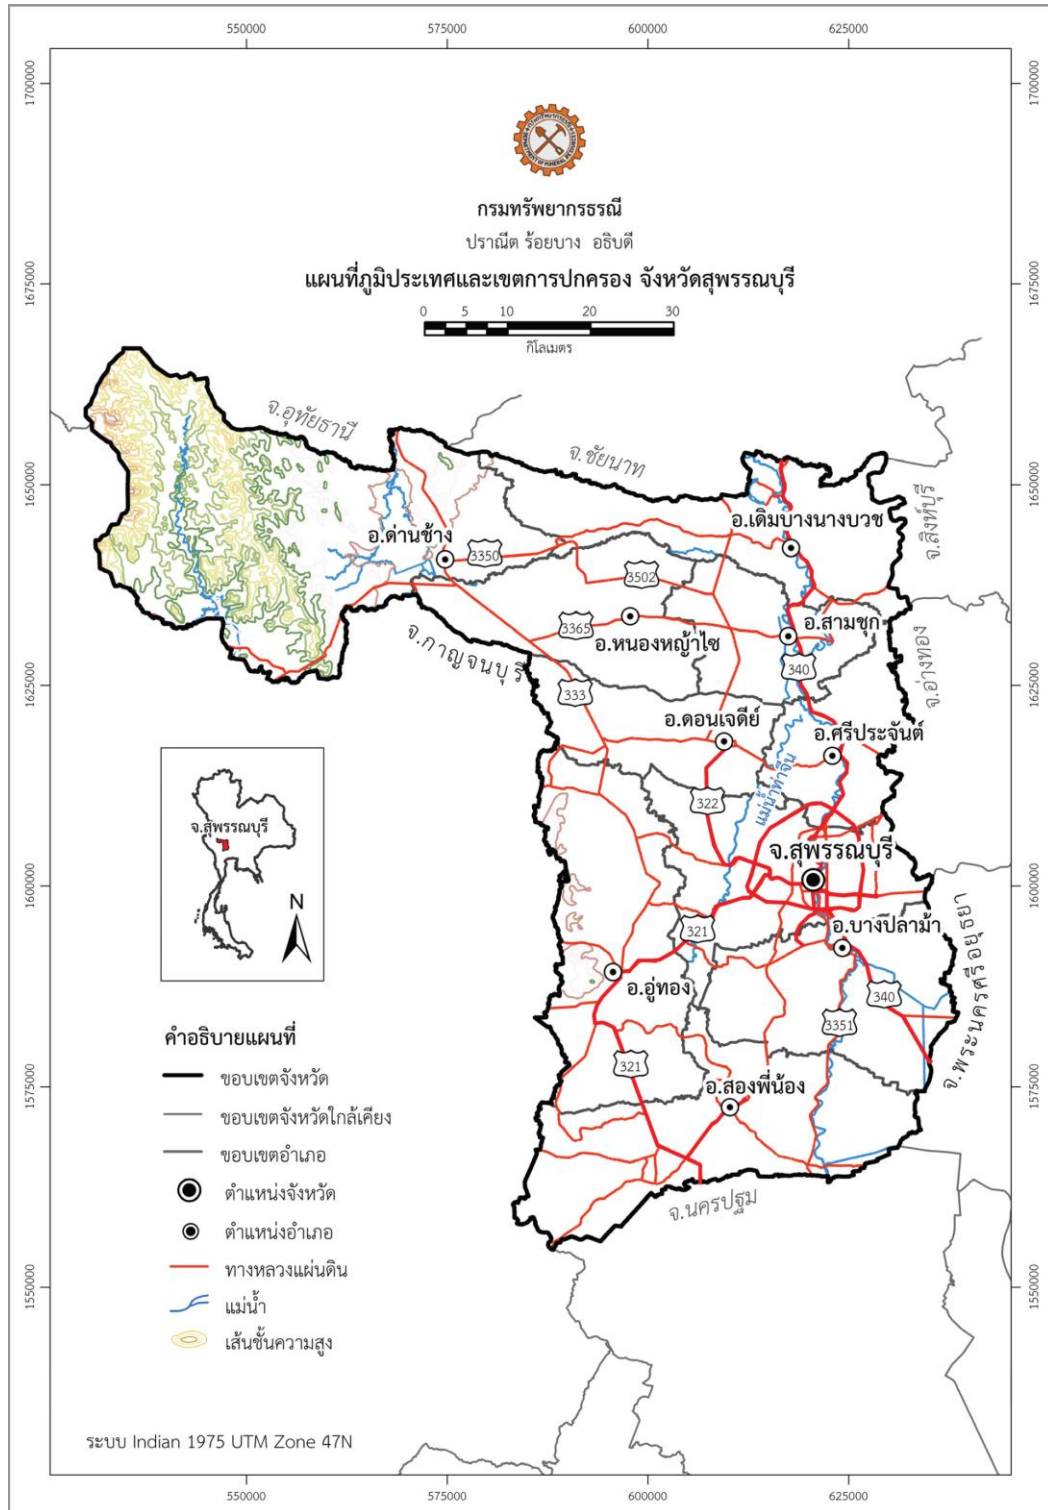 550000
575000
600000
625000
1700000
1700000
กรมทรัพยากรธรณี
ปราณีต ร้อยบาง อธิบดี
แผนที่ภูมิประเทศและเขตการปกครอง จังหวัดสุพรรณบุรี
1675000
1675000
0 5 10 20 30
กิโลเมตร
จ.อุทัยธานี
จ.ชัยนาท
1650000
1650000
จ.สิงห์บุรี
อ.เดิมบางนางบวช
อ.ด่านช้าง
3350
3502
3365
อ.หนองหญ้าไซ
อ.สามชุก
จ.กาญจนบุรี
340
จ.อ่างทอง
1625000
1625000
333
อ.ดอนเจดีย์
อ.ศรีประจันต์
แม่น้ำท่าจีน
322
จ.สุพรรณบุรี
จ.สุพรรณบุรี
1600000
1600000
N
321
อ.บางปลาม้า
จ.พระนครศรีอยุธยา
อ.อู่ทอง
340
3351
คำอธิบายแผนที่
321
ขอบเขตจังหวัด
อ.สองพี่น้อง
1575000
1575000
ขอบเขตจังหวัดใกล้เคียง
ขอบเขตอำเภอ
ตำแหน่งจังหวัด
จ.นครปฐม
ตำแหน่งอำเภอ
ทางหลวงแผ่นดิน
1550000
1550000
แม่น้ำ
เส้นชั้นความสูง
ระบบ Indian 1975 UTM Zone 47N
550000
575000
600000
625000